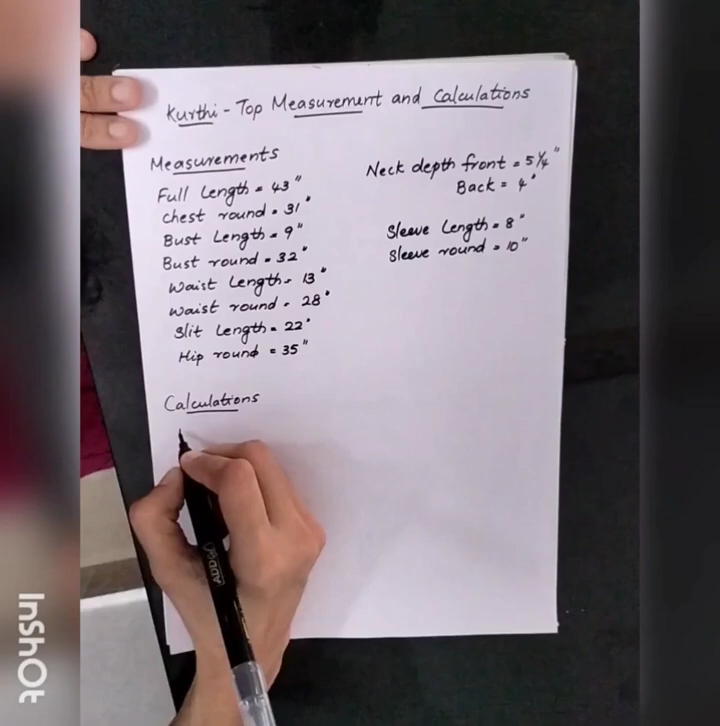 Kurthi - Top Measurement and Calculations
Measurements
Full Length = 43"
Chest round = 31"
Bust Length = 9"
Bust round = 32"
Waist Length = 13"
Waist round = 28"
Slit Length = 22"
Hip round = 35"
Neck depth front = 5 1/4"
Back = 4"
Sleeve Length = 8"
Sleeve round = 10"
Calculations
ADDGEL
InShOt